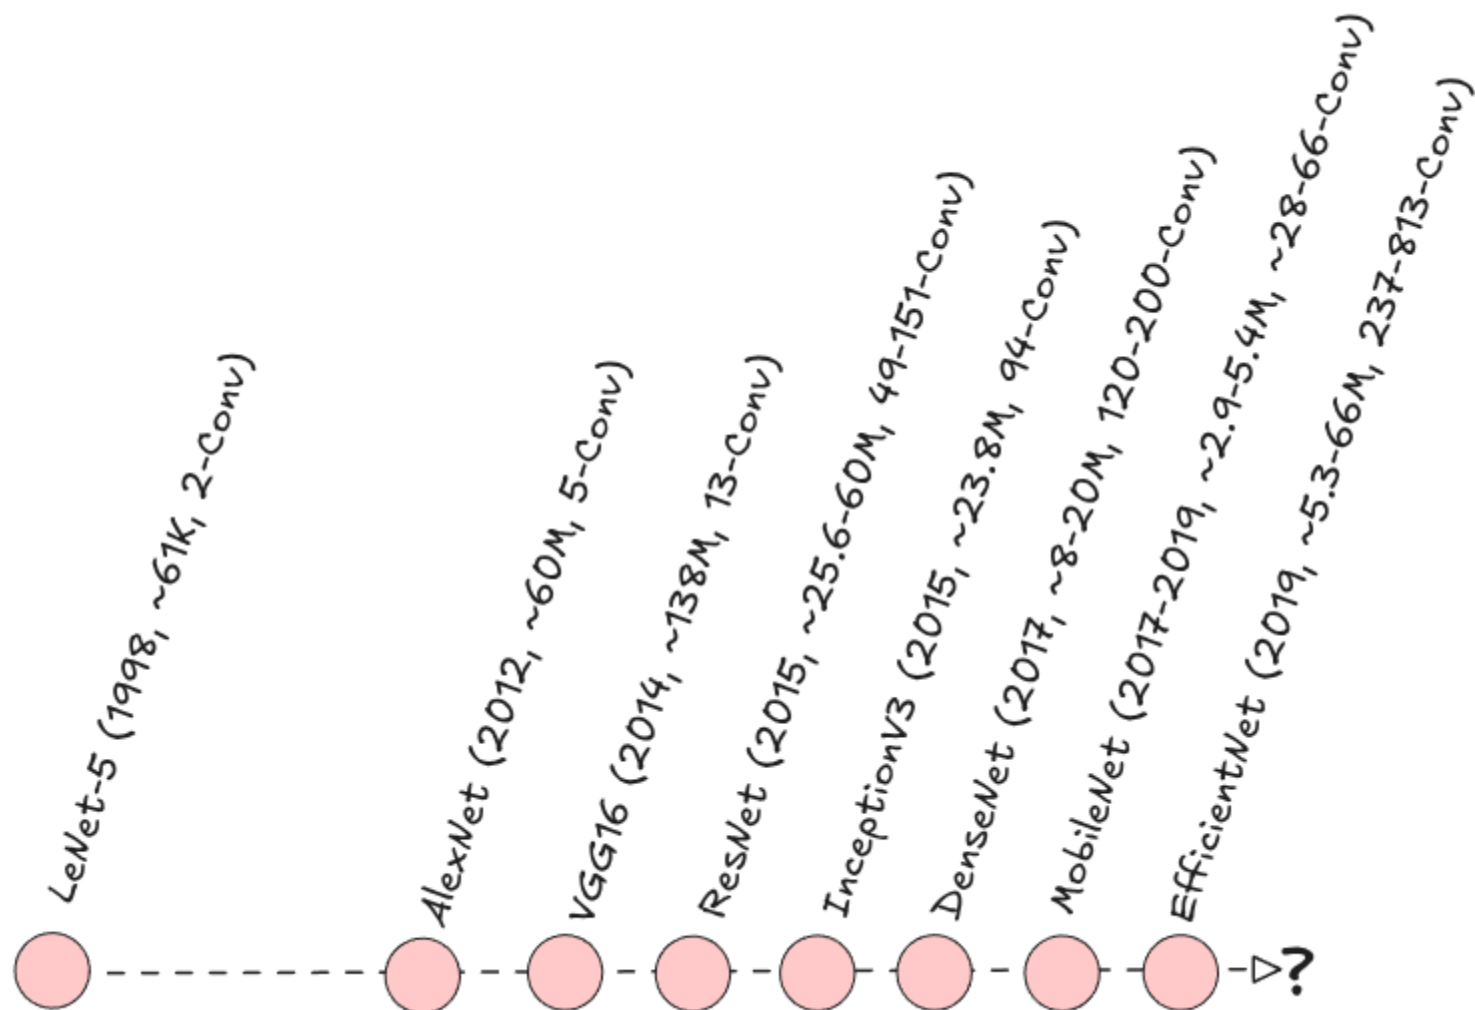 LeNet-5 (1998, ~61K, 2-Conv)
AlexNet (2012, ~60M, 5-Conv)
VGG16 (2014, ~138M, 13-Conv)
ResNet (2015, ~25.6-60M, 49-151-Conv)
InceptionV3 (2015, ~23.8M, 94-Conv)
DenseNet (2017, ~8-20M, 120-200-Conv)
MobileNet (2017-2019, ~2.9-5.4M, ~28-66-Conv)
EfficientNet (2019, ~5.3-66M, 237-813-Conv)
?